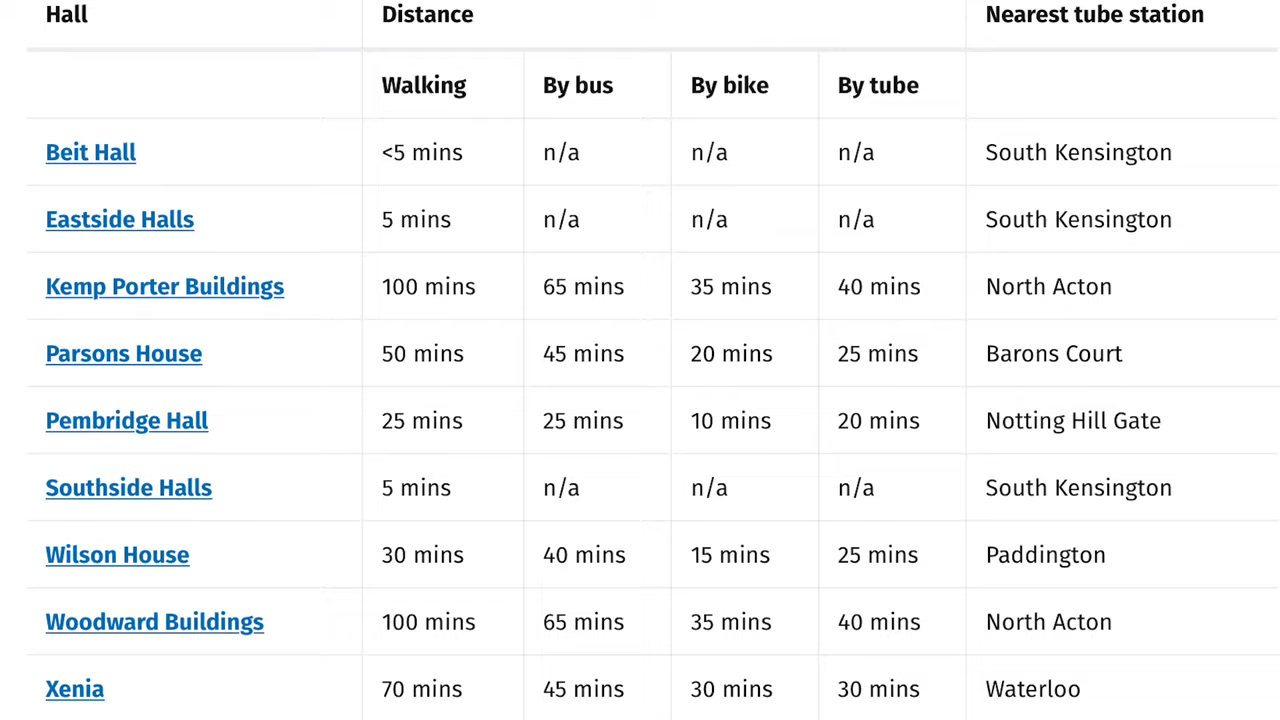 Hall Distance Nearest tube station
Walking By bus By bike By tube
Beit Hall <5 mins n/a n/a n/a South Kensington
Eastside Halls 5 mins n/a n/a n/a South Kensington
Kemp Porter Buildings 100 mins 65 mins 35 mins 40 mins North Acton
Parsons House 50 mins 45 mins 20 mins 25 mins Barons Court
Pembridge Hall 25 mins 25 mins 10 mins 20 mins Notting Hill Gate
Southside Halls 5 mins n/a n/a n/a South Kensington
Wilson House 30 mins 40 mins 15 mins 25 mins Paddington
Woodward Buildings 100 mins 65 mins 35 mins 40 mins North Acton
Xenia 70 mins 45 mins 30 mins 30 mins Waterloo